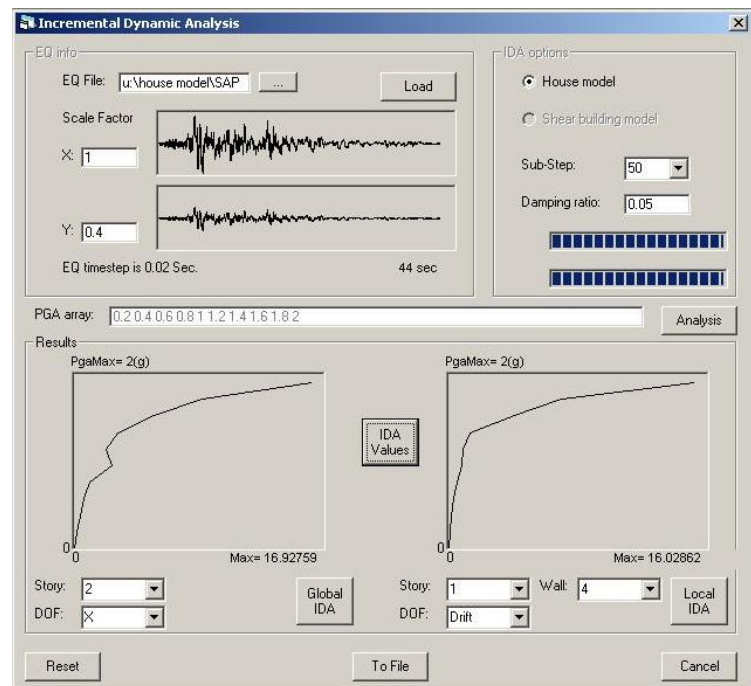 Incremental Dynamic Analysis
EQ info
EQ File: u:\house model\SAP ... Load
Scale Factor
X: 1
Y: 0.4
EQ timestep is 0.02 Sec. 44 sec
IDA options
House model
Shear building model
Sub-Step: 50
Damping ratio: 0.05
PGA array: 0.2 0.4 0.6 0.8 1 1.2 1.4 1.6 1.8 2 Analysis
Results
PgaMax= 2(g)
0
0 Max= 16.92759
Story: 2
DOF: X
Global
IDA
IDA
Values
PgaMax= 2(g)
0
0 Max= 16.02862
Story: 1 Wall: 4
DOF: Drift
Local
IDA
Reset To File Cancel